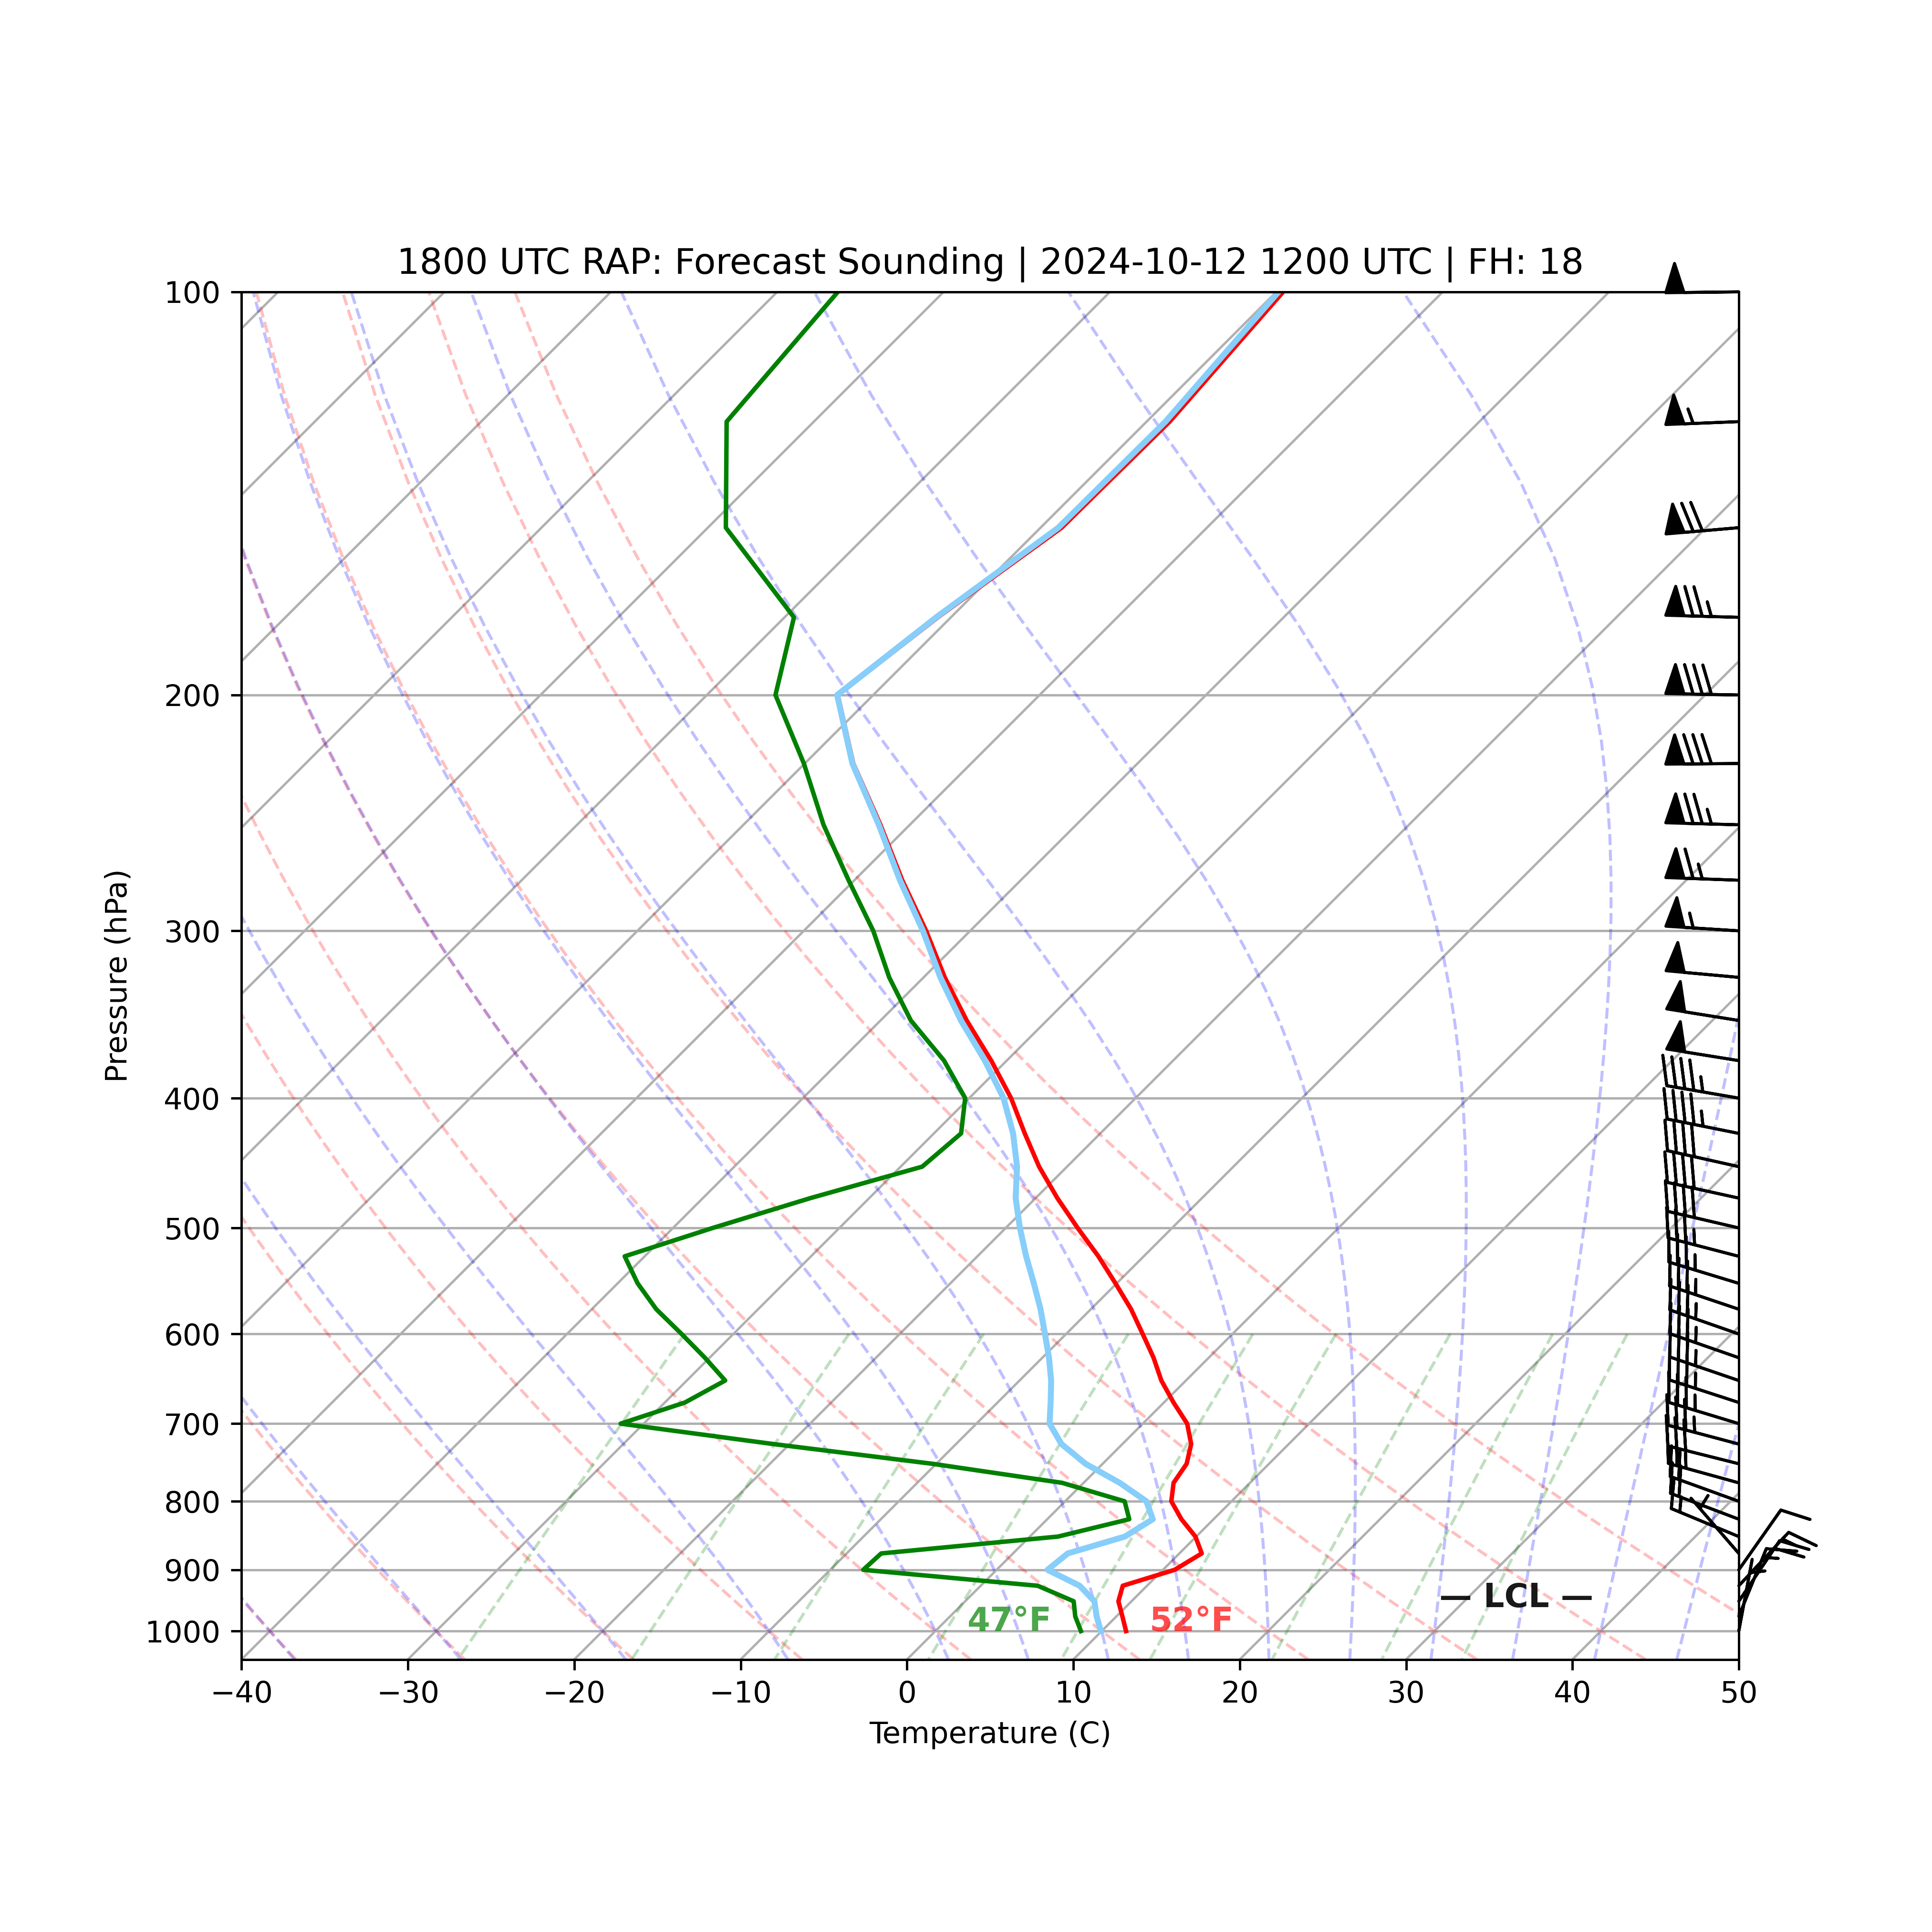 1800 UTC RAP: Forecast Sounding | 2024-10-12 1200 UTC | FH: 18
100
200
300
400
500
600
700
800
900
1000
Pressure (hPa)
— LCL —
47°F 52°F
−40 −30 −20 −10 0 10 20 30 40 50
Temperature (C)